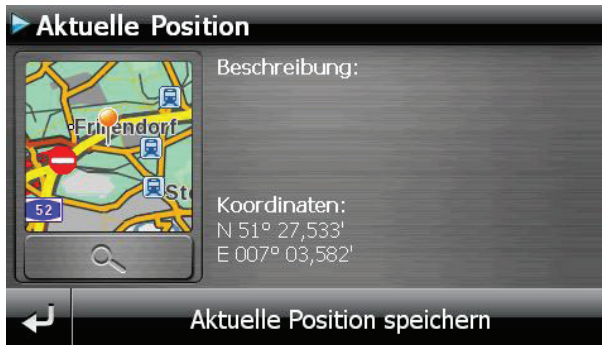 Aktuelle Position
Beschreibung:
52
Koordinaten:
N 51° 27,533'
E 007° 03,582'
Aktuelle Position speichern